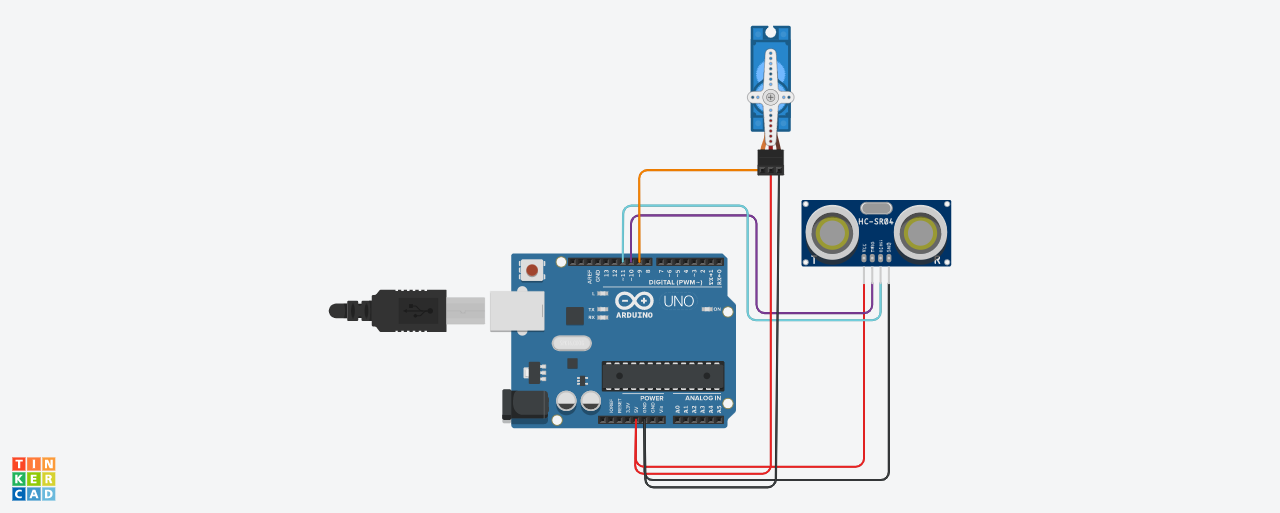 HC-SR04
VCC
TRIG
ECHO
GND
T
R
AREF
GND
13
12
~11
~10
~9
8
7
~6
~5
4
~3
2
TX→1
RX←0
DIGITAL (PWM~)
L
TX
RX
UNO
ARDUINO
ON
POWER
ANALOG IN
IOREF
RESET
3.3V
5V
GND
GND
Vin
A0
A1
A2
A3
A4
A5
TIN
KER
CAD